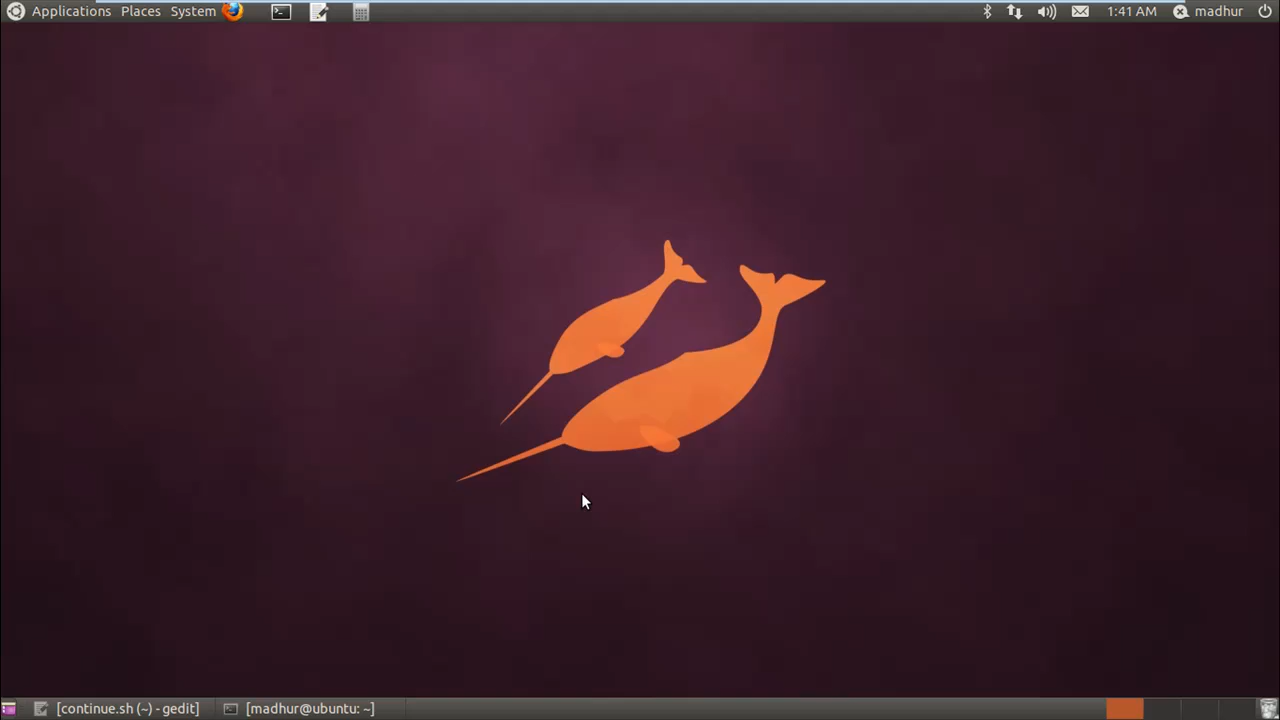 Applications Places System 1:41 AM madhur
[continue.sh (~) - gedit] [madhur@ubuntu: ~]